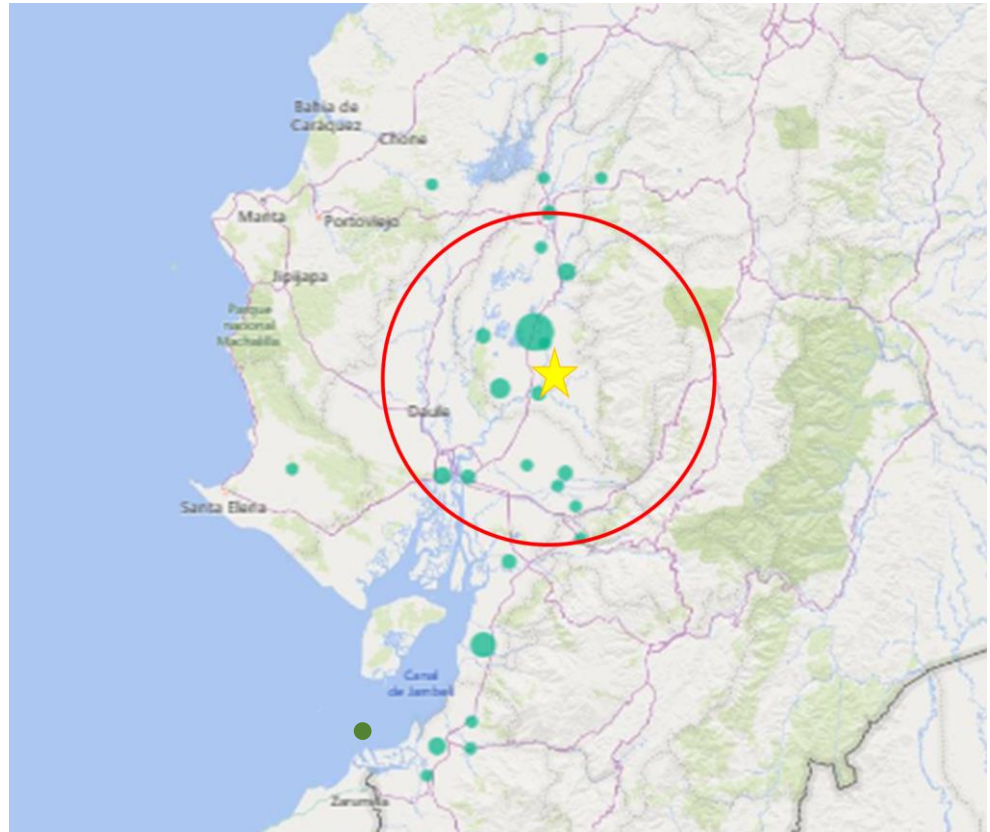 Bahía de
Caráquez
Chone
Manta
Portoviejo
Jipijapa
Parque
nacional
Machalilla
Daule
Santa Elena
Canal
de Jambelí
Zarumilla